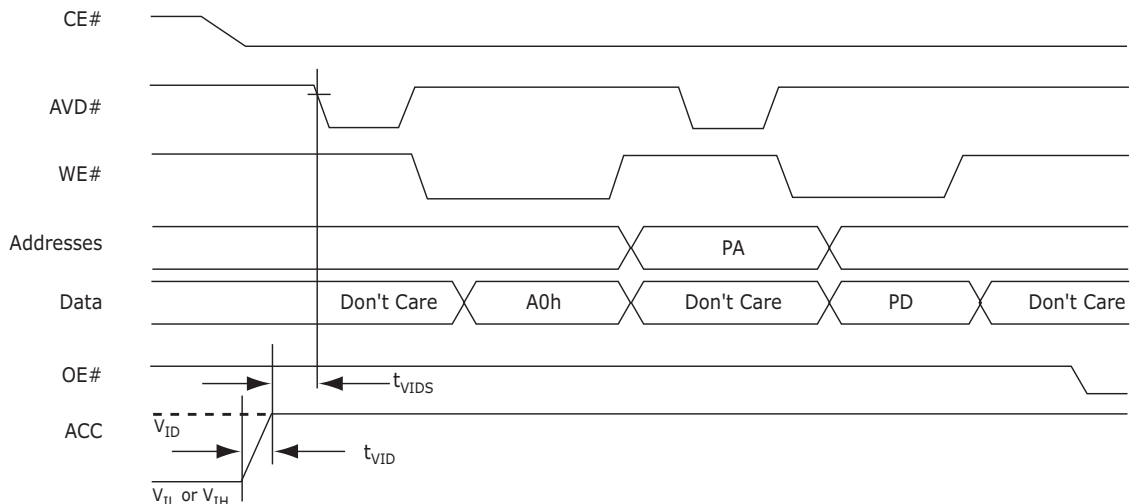 CE#
AVD#
WE#
Addresses
PA
Data
Don't Care
A0h
Don't Care
PD
Don't Care
OE#
tVIDS
ACC
VID
tVID
VIL or VIH